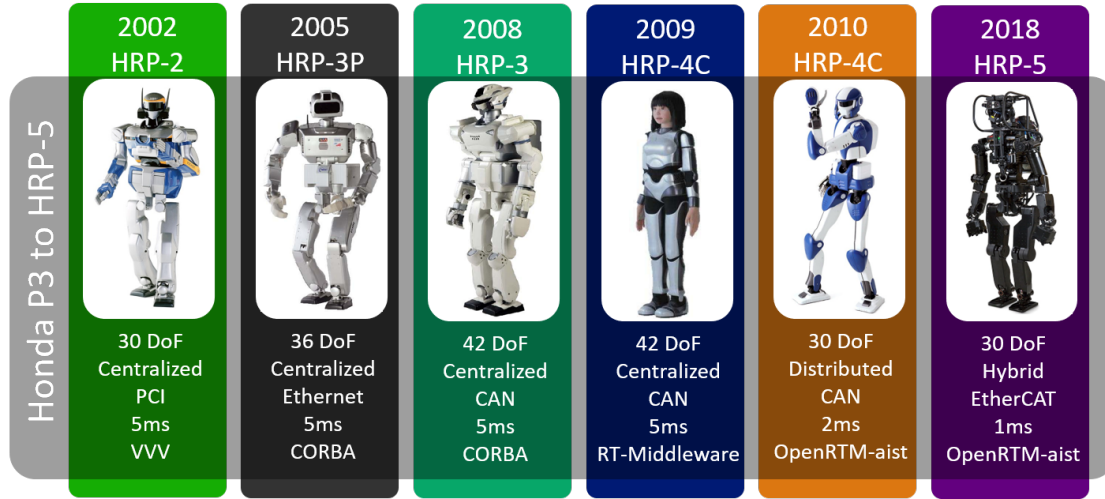 Honda P3 to HRP-5
2002
HRP-2
30 DoF
Centralized
PCI
5ms
VVV
2005
HRP-3P
36 DoF
Centralized
Ethernet
5ms
CORBA
2008
HRP-3
42 DoF
Centralized
CAN
5ms
CORBA
2009
HRP-4C
42 DoF
Centralized
CAN
5ms
RT-Middleware
2010
HRP-4C
30 DoF
Distributed
CAN
2ms
OpenRTM-aist
2018
HRP-5
30 DoF
Hybrid
EtherCAT
1ms
OpenRTM-aist